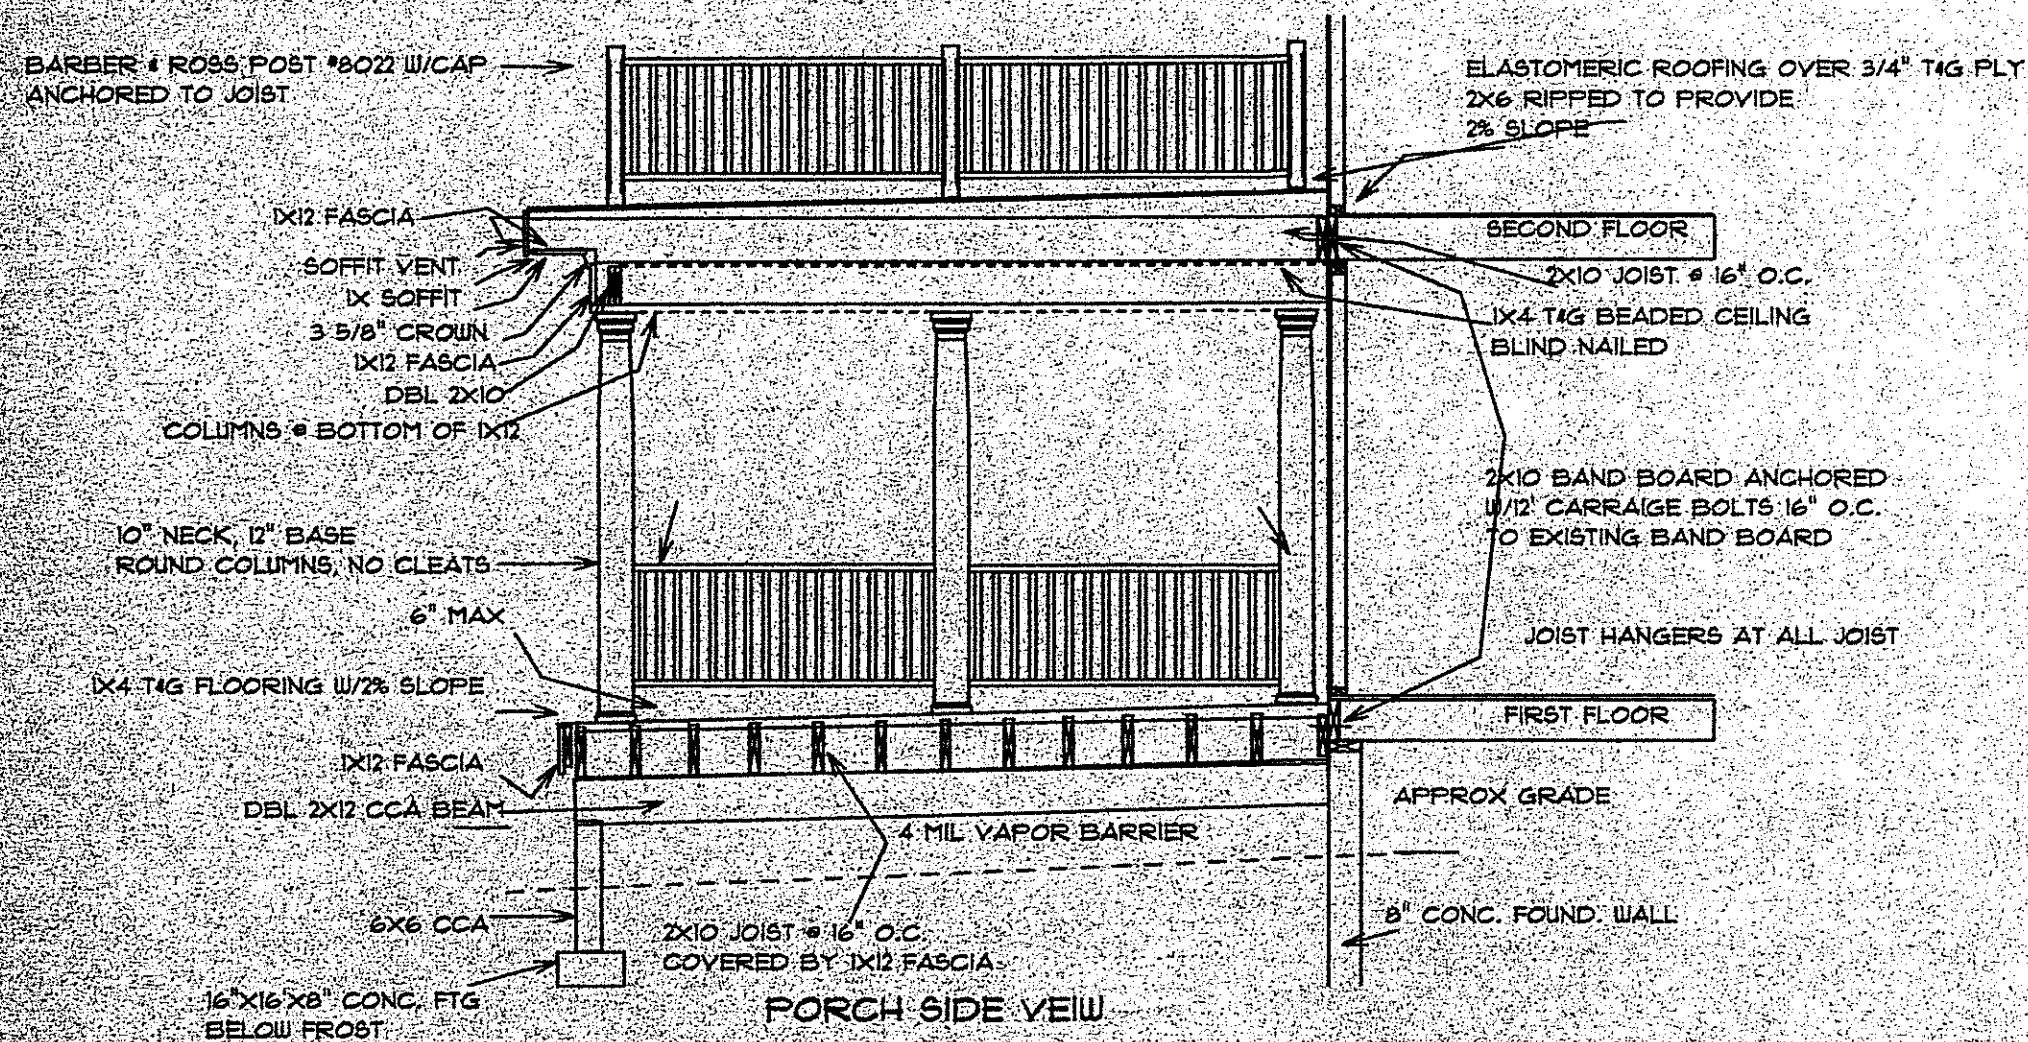 BARBER & ROSS POST #8022 W/CAP
ANCHORED TO JOIST
ELASTOMERIC ROOFING OVER 3/4" T&G PLY
2X6 RIPPED TO PROVIDE
2% SLOPE
1X12 FASCIA
SOFFIT VENT
1X SOFFIT
3 5/8" CROWN
1X12 FASCIA
DBL 2X10
COLUMNS @ BOTTOM OF 1X12
SECOND FLOOR
2X10 JOIST @ 16" O.C.
1X4 T&G BEADED CEILING
BLIND NAILED
2X10 BAND BOARD ANCHORED
W/12' CARRAIGE BOLTS 16" O.C.
TO EXISTING BAND BOARD
10" NECK, 12" BASE
ROUND COLUMNS, NO CLEATS
6" MAX
JOIST HANGERS AT ALL JOIST
1X4 T&G FLOORING W/2% SLOPE
FIRST FLOOR
1X12 FASCIA
DBL 2X12 CCA BEAM
APPROX GRADE
4 MIL VAPOR BARRIER
6X6 CCA
2X10 JOIST @ 16" O.C.
COVERED BY 1X12 FASCIA
8" CONC. FOUND. WALL
16"X16"X8" CONC. FTG
BELOW FROST
PORCH SIDE VEIW